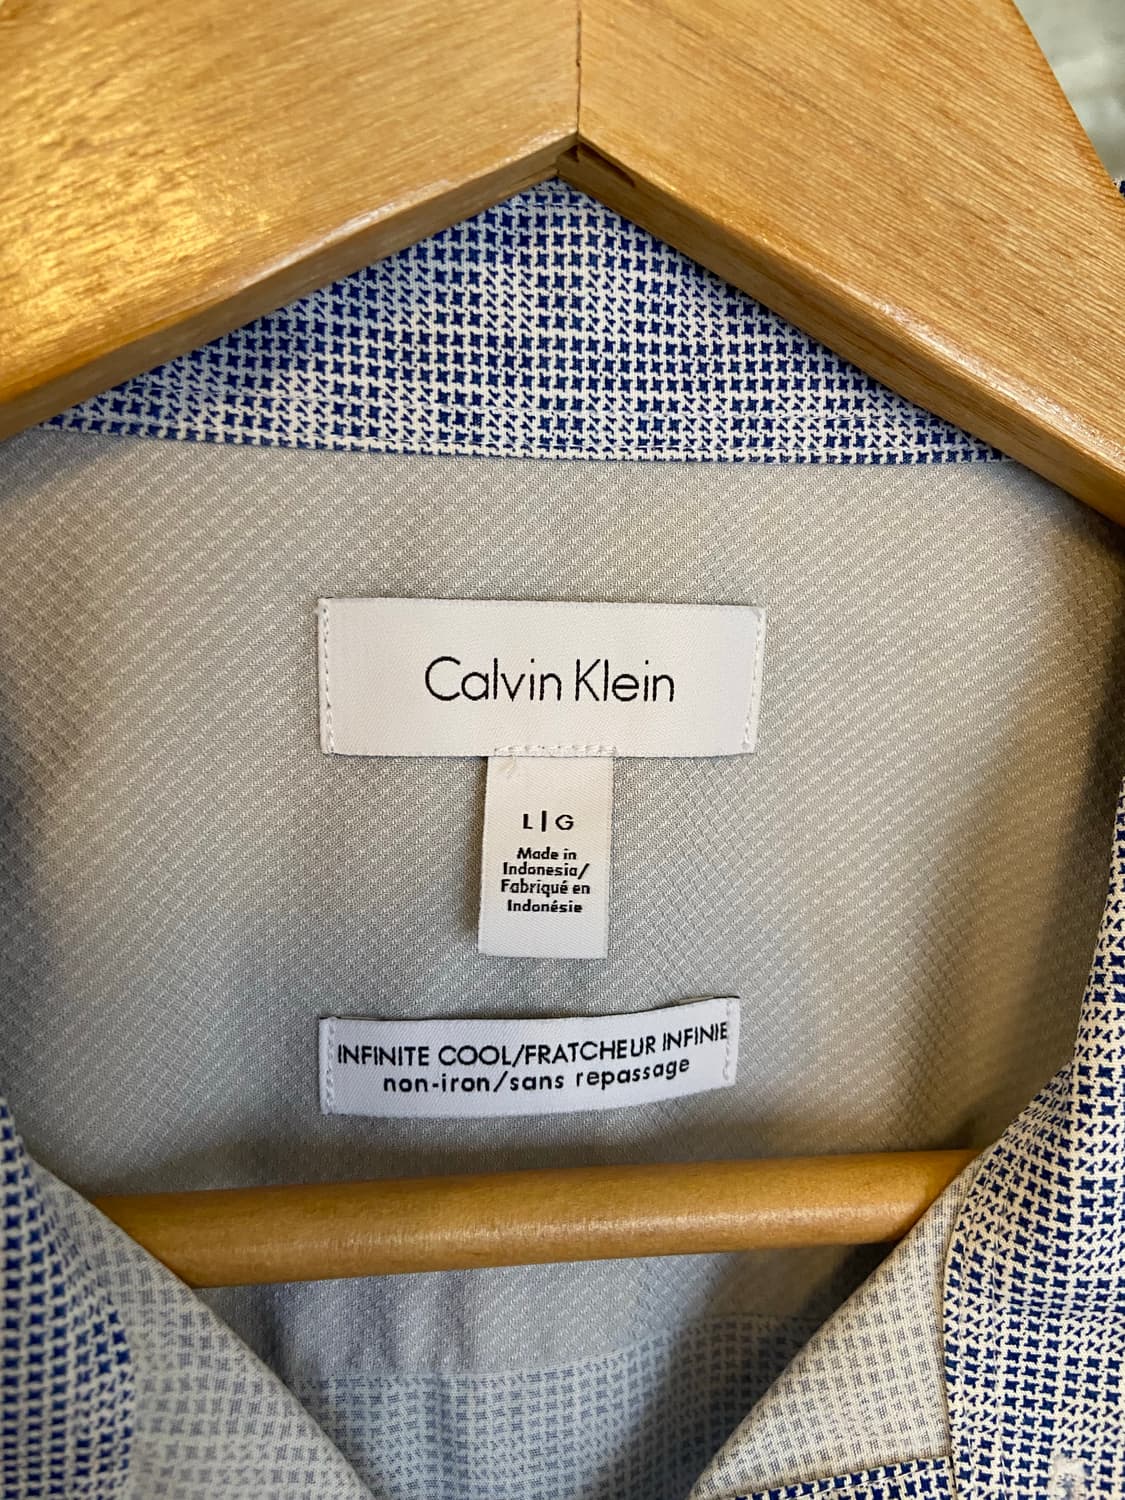 Calvin Klein
L|G
Made in
Indonesia/
Fabriqué en
Indonésie
INFINITE COOL/FRATCHEUR INFINIE
non-iron/sans repassage